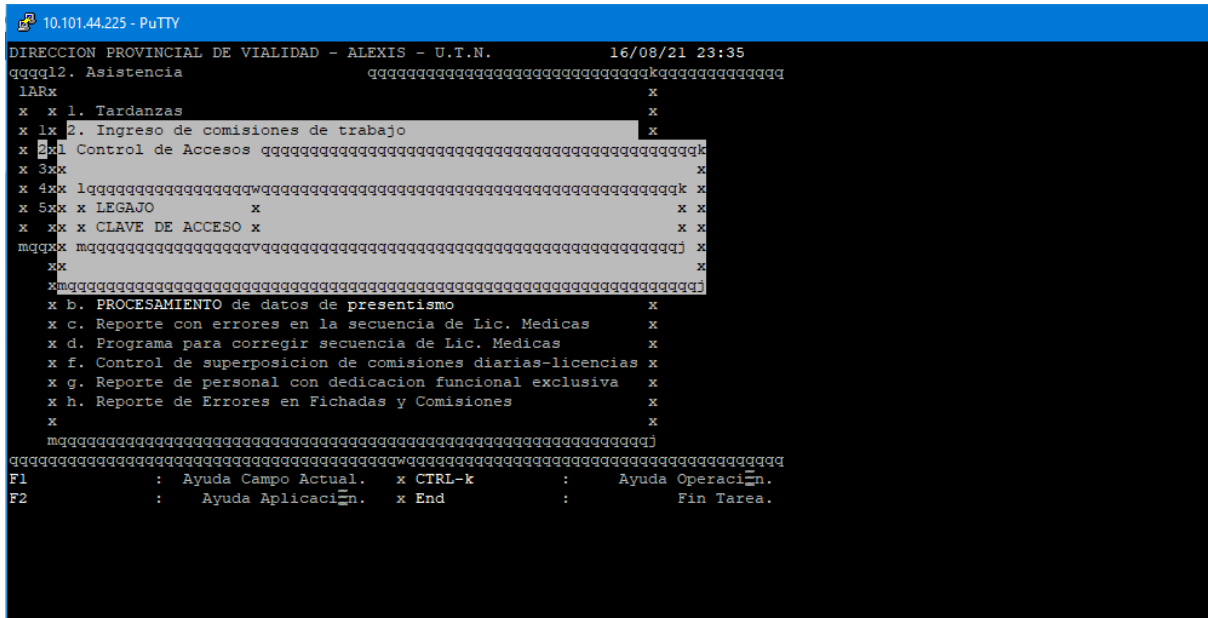 10.101.44.225 - PuTTY
DIRECCION PROVINCIAL DE VIALIDAD - ALEXIS - U.T.N. 16/08/21 23:35
qqqql2. Asistencia qqqqqqqqqqqqqqqqqqqqqqqqqqqqqkqqqqqqqqqqqqq
lARx x
x x 1. Tardanzas x
x 1x 2. Ingreso de comisiones de trabajo x
x 2xl Control de Accesos qqqqqqqqqqqqqqqqqqqqqqqqqqqqqqqqqqqqqqqqqqqqqk
x 3xx x
x 4xx lqqqqqqqqqqqqqqqqqwqqqqqqqqqqqqqqqqqqqqqqqqqqqqqqqqqqqqqqqqqqqk x
x 5xx x LEGAJO x x x
x xx x CLAVE DE ACCESO x x x
mqqxx mqqqqqqqqqqqqqqqqqvqqqqqqqqqqqqqqqqqqqqqqqqqqqqqqqqqqqqqqqqqqqj x
xx x
xmqqqqqqqqqqqqqqqqqqqqqqqqqqqqqqqqqqqqqqqqqqqqqqqqqqqqqqqqqqqqqqqqqj
x b. PROCESAMIENTO de datos de presentismo x
x c. Reporte con errores en la secuencia de Lic. Medicas x
x d. Programa para corregir secuencia de Lic. Medicas x
x f. Control de superposicion de comisiones diarias-licencias x
x g. Reporte de personal con dedicacion funcional exclusiva x
x h. Reporte de Errores en Fichadas y Comisiones x
x x
mqqqqqqqqqqqqqqqqqqqqqqqqqqqqqqqqqqqqqqqqqqqqqqqqqqqqqqqqqqqqqj
qqqqqqqqqqqqqqqqqqqqqqqqqqqqqqqqqqqqqqqqwqqqqqqqqqqqqqqqqqqqqqqqqqqqqqqqqqqqqqqq
F1 : Ayuda Campo Actual. x CTRL-k : Ayuda Operaci n.
F2 : Ayuda Aplicaci n. x End : Fin Tarea.